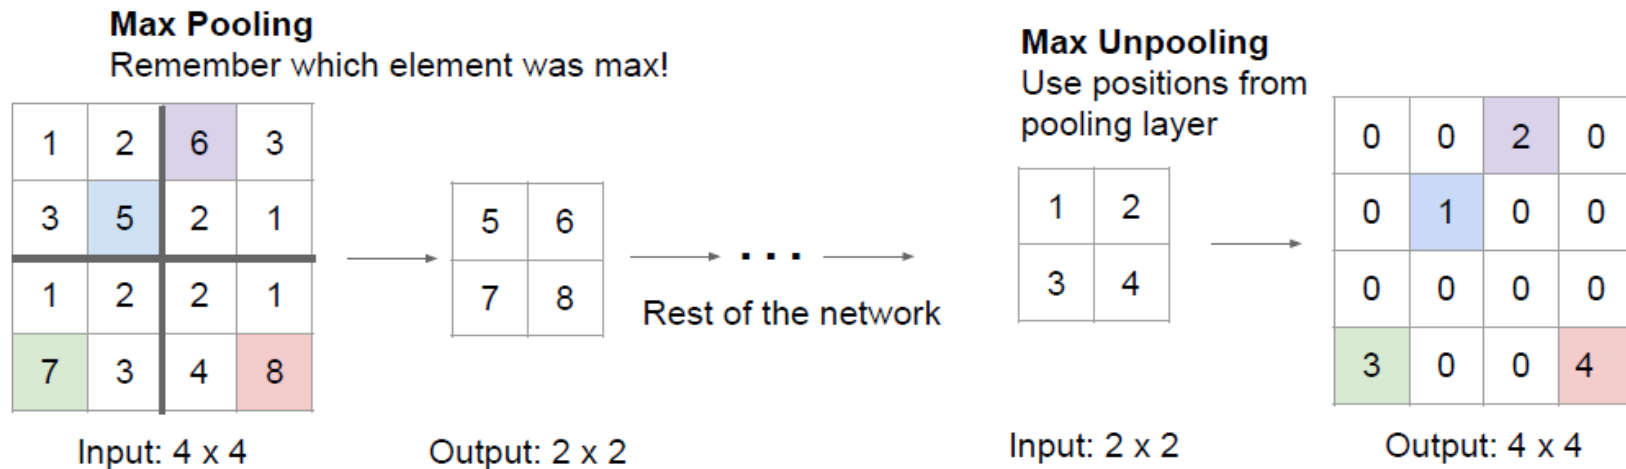 Max Pooling
Remember which element was max!
1 2 6 3
3 5 2 1
1 2 2 1
7 3 4 8
Input: 4 x 4
5 6
7 8
Output: 2 x 2
...
Rest of the network
Max Unpooling
Use positions from
pooling layer
1 2
3 4
Input: 2 x 2
0 0 2 0
0 1 0 0
0 0 0 0
3 0 0 4
Output: 4 x 4